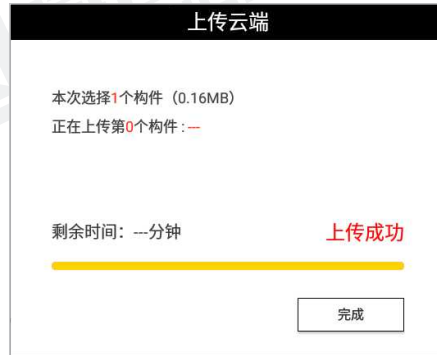 上传云端
本次选择1个构件（0.16MB）
正在上传第0个构件 : ---
剩余时间：---分钟
上传成功
完成